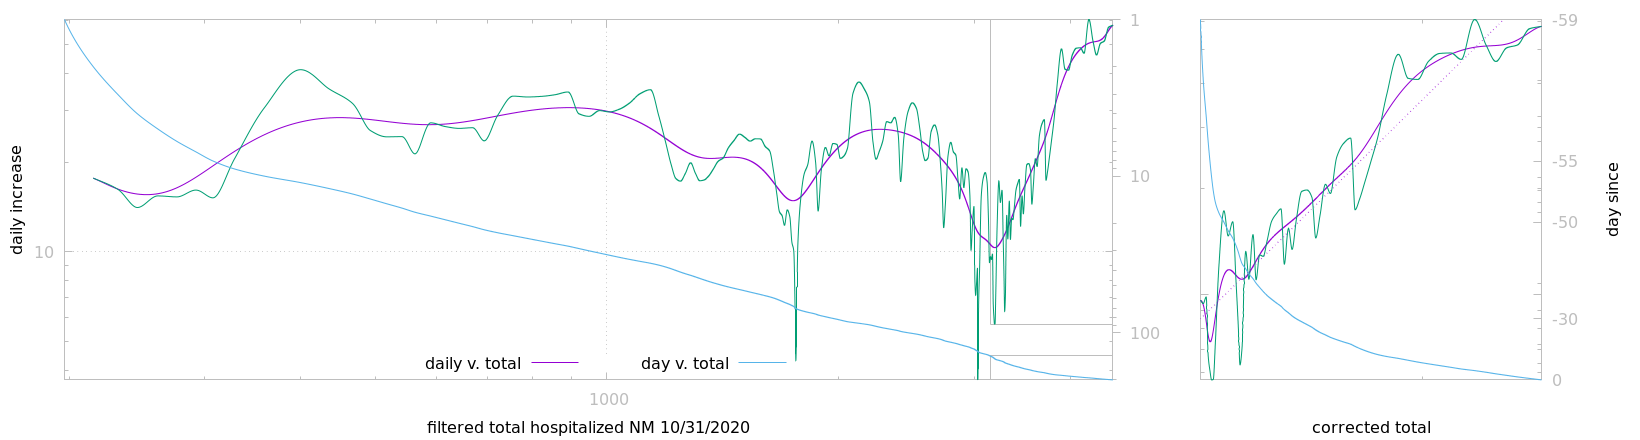 1
10
100
daily increase
10
daily v. total
day v. total
1000
filtered total hospitalized NM 10/31/2020
-59
-55
-50
-30
0
day since
corrected total